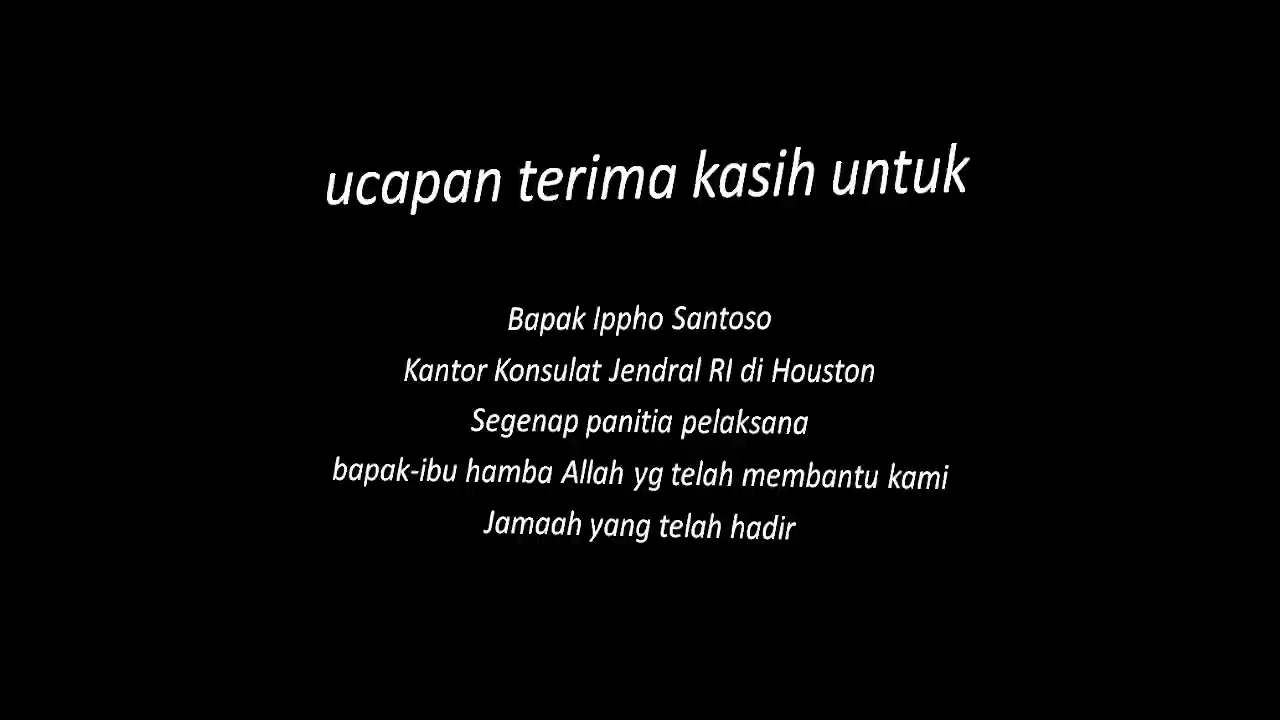 ucapan terima kasih untuk
Bapak Ippho Santoso
Kantor Konsulat Jendral RI di Houston
Segenap panitia pelaksana
bapak-ibu hamba Allah yg telah membantu kami
Jamaah yang telah hadir